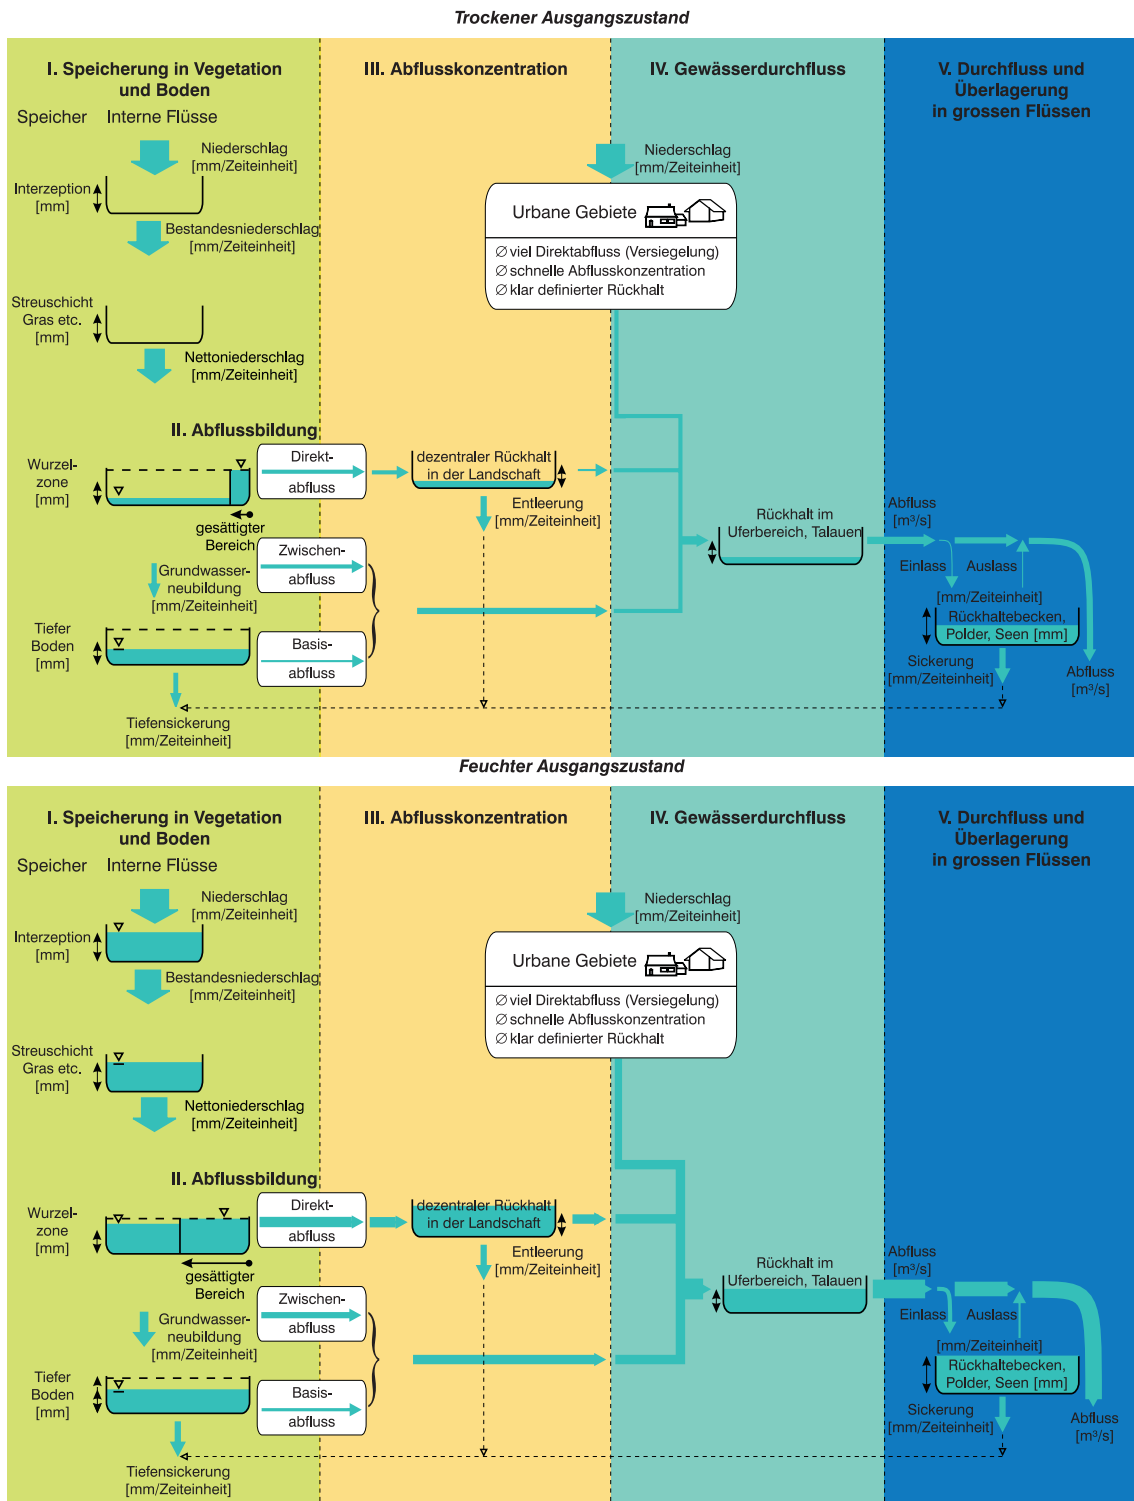 Trockener Ausgangszustand
I. Speicherung in Vegetation
und Boden
III. Abflusskonzentration
IV. Gewässerdurchfluss
V. Durchfluss und
Überlagerung
in grossen Flüssen
Speicher
Interne Flüsse
Niederschlag
[mm/Zeiteinheit]
Interzeption
[mm]
Bestandesniederschlag
[mm/Zeiteinheit]
Streuschicht
Gras etc.
[mm]
Nettoniederschlag
[mm/Zeiteinheit]
Niederschlag
[mm/Zeiteinheit]
Urbane Gebiete
∅ viel Direktabfluss (Versiegelung)
∅ schnelle Abflusskonzentration
∅ klar definierter Rückhalt
II. Abflussbildung
Wurzel-
zone
[mm]
gesättigter
Bereich
Direkt-
abfluss
dezentraler Rückhalt
in der Landschaft
Entleerung
[mm/Zeiteinheit]
Zwischen-
abfluss
Grundwasser-
neubildung
[mm/Zeiteinheit]
Tiefer
Boden
[mm]
Basis-
abfluss
Tiefensickerung
[mm/Zeiteinheit]
Rückhalt im
Uferbereich, Talauen
Abfluss
[m³/s]
Einlass
Auslass
[mm/Zeiteinheit]
Rückhaltebecken,
Polder, Seen [mm]
Sickerung
[mm/Zeiteinheit]
Abfluss
[m³/s]
Feuchter Ausgangszustand
I. Speicherung in Vegetation
und Boden
III. Abflusskonzentration
IV. Gewässerdurchfluss
V. Durchfluss und
Überlagerung
in grossen Flüssen
Speicher
Interne Flüsse
Niederschlag
[mm/Zeiteinheit]
Interzeption
[mm]
Bestandesniederschlag
[mm/Zeiteinheit]
Streuschicht
Gras etc.
[mm]
Nettoniederschlag
[mm/Zeiteinheit]
Niederschlag
[mm/Zeiteinheit]
Urbane Gebiete
∅ viel Direktabfluss (Versiegelung)
∅ schnelle Abflusskonzentration
∅ klar definierter Rückhalt
II. Abflussbildung
Wurzel-
zone
[mm]
gesättigter
Bereich
Direkt-
abfluss
dezentraler Rückhalt
in der Landschaft
Entleerung
[mm/Zeiteinheit]
Zwischen-
abfluss
Grundwasser-
neubildung
[mm/Zeiteinheit]
Tiefer
Boden
[mm]
Basis-
abfluss
Tiefensickerung
[mm/Zeiteinheit]
Rückhalt im
Uferbereich, Talauen
Abfluss
[m³/s]
Einlass
Auslass
[mm/Zeiteinheit]
Rückhaltebecken,
Polder, Seen [mm]
Sickerung
[mm/Zeiteinheit]
Abfluss
[m³/s]